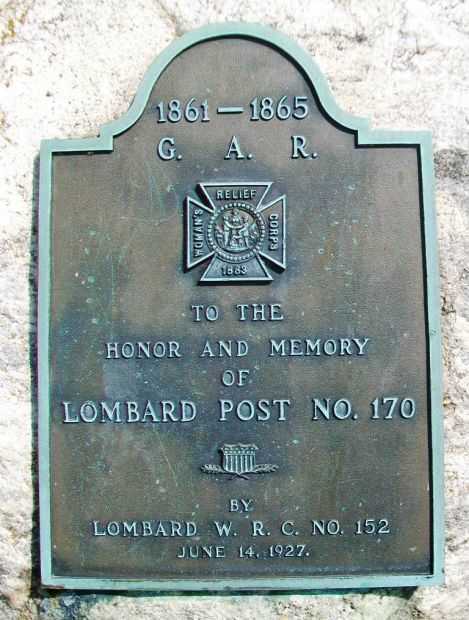 1861 — 1865
G. A. R.
RELIEF
WOMAN'S
CORPS
1883
TO THE
HONOR AND MEMORY
OF
LOMBARD POST NO. 170
BY
LOMBARD W. R. C. NO. 152
JUNE 14, 1927.